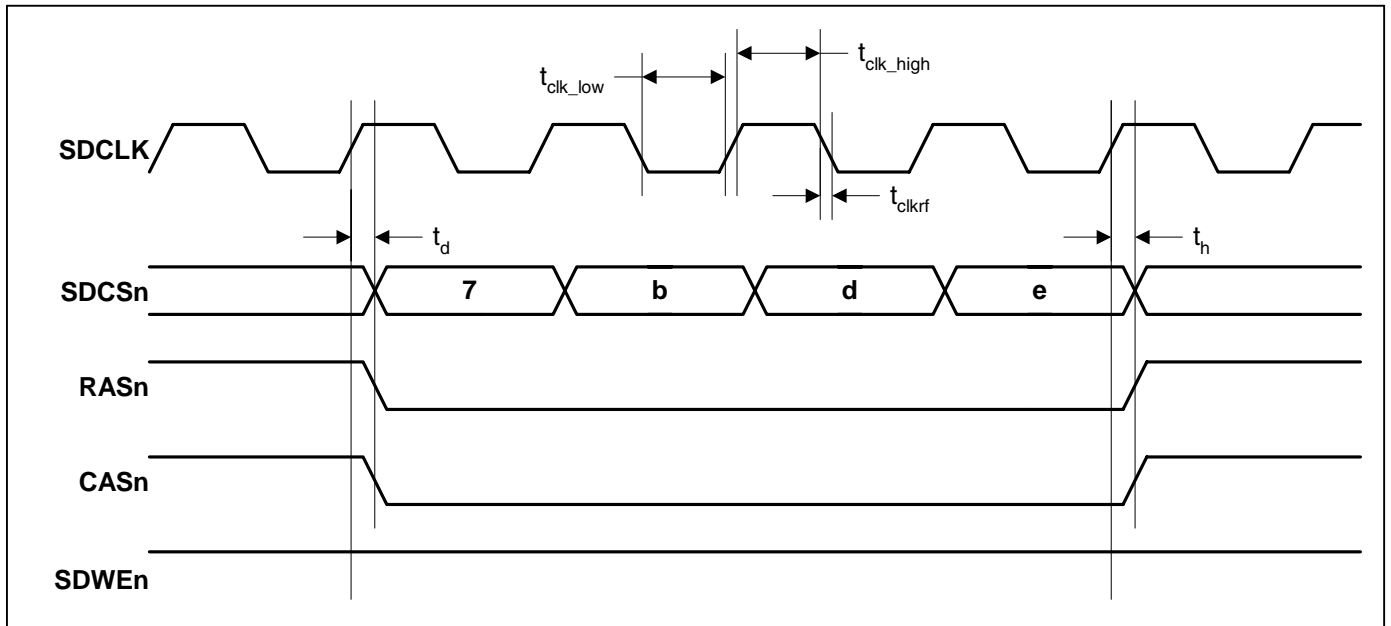 t_clk_high
t_clk_low
SDCLK
t_clkrf
t_d
t_h
SDCSn
7 b d e
RASn
CASn
SDWEn